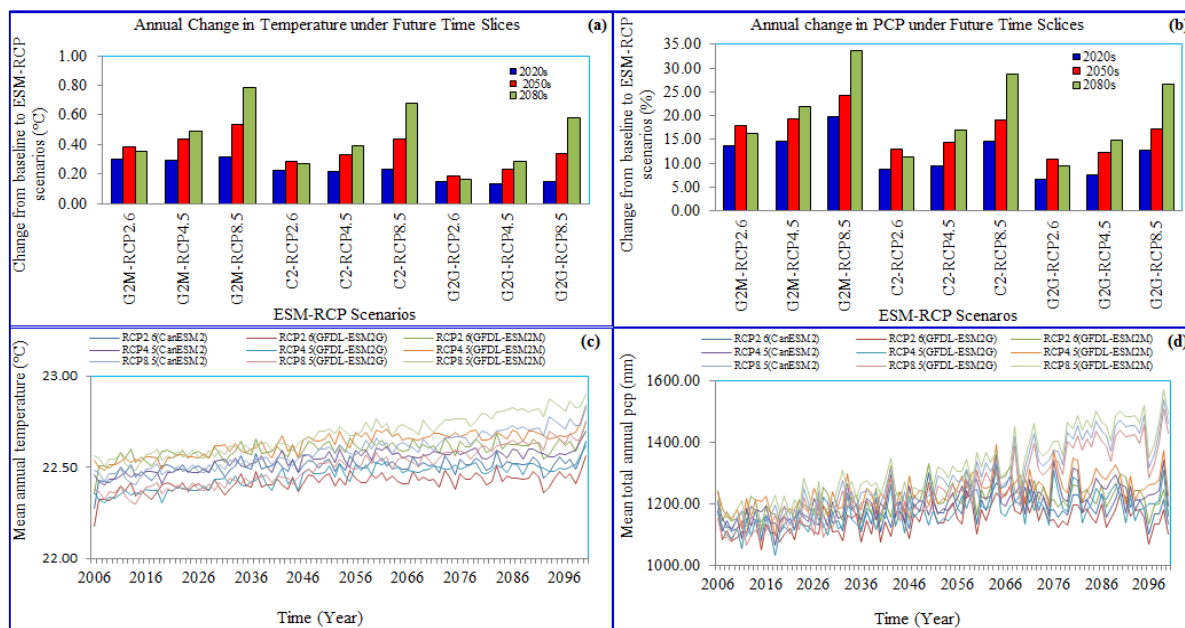 Annual Change in Temperature under Future Time Slices
(a)
Change from baseline to ESM-RCP
scenarios (°C)
1.00
0.80
0.60
0.40
0.20
0.00
2020s
2050s
2080s
G2M-RCP2.6
G2M-RCP4.5
G2M-RCP8.5
C2-RCP2.6
C2-RCP4.5
C2-RCP8.5
G2G-RCP2.6
G2G-RCP4.5
G2G-RCP8.5
ESM-RCP Scenarios
Annual change in PCP under Future Time Sclices
(b)
Change from baseline to ESM-RCP
scenarios (%)
35.00
30.00
25.00
20.00
15.00
10.00
5.00
0.00
2020s
2050s
2080s
G2M-RCP2.6
G2M-RCP4.5
G2M-RCP8.5
C2-RCP2.6
C2-RCP4.5
C2-RCP8.5
G2G-RCP2.6
G2G-RCP4.5
G2G-RCP8.5
ESM-RCP Scenarios
RCP2.6(CanESM2) RCP2.6(GFDL-ESM2G) RCP2.6(GFDL-ESM2M)
RCP4.5(CanESM2) RCP4.5(GFDL-ESM2G) RCP4.5(GFDL-ESM2M)
RCP8.5(CanESM2) RCP8.5(GFDL-ESM2G) RCP8.5(GFDL-ESM2M)
(c)
Mean annual temperature (°C)
23.00
22.50
22.00
2006 2016 2026 2036 2046 2056 2066 2076 2086 2096
Time (Year)
RCP2.6(CanESM2) RCP2.6(GFDL-ESM2G) RCP2.6(GFDL-ESM2M)
RCP4.5(CanESM2) RCP4.5(GFDL-ESM2G) RCP4.5(GFDL-ESM2M)
RCP8.5(CanESM2) RCP8.5(GFDL-ESM2G) RCP8.5(GFDL-ESM2M)
(d)
Mean total annual pcp (mm)
1600.00
1400.00
1200.00
1000.00
2006 2016 2026 2036 2046 2056 2066 2076 2086 2096
Time (Year)